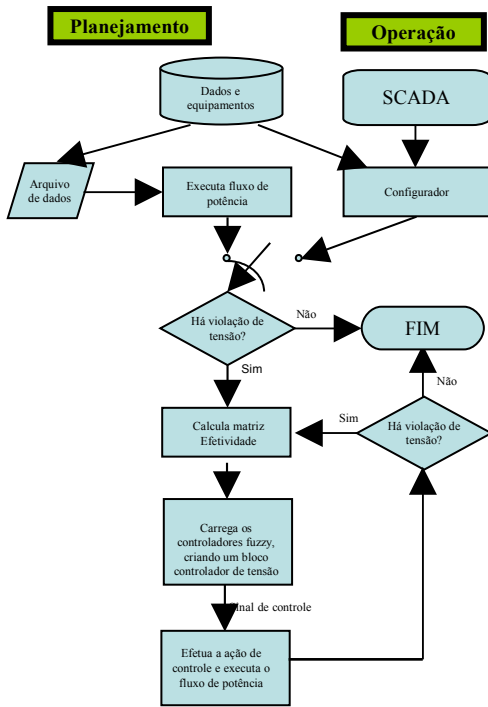 Planejamento
Operação
Dados e
equipamentos
SCADA
Arquivo
de dados
Executa fluxo de
potência
Configurador
Há violação de
tensão?
Não
FIM
Sim
Não
Calcula matriz
Efetividade
Sim
Há violação de
tensão?
Carrega os
controladores fuzzy,
criando um bloco
controlador de tensão
de controle
Efetua a ação de
controle e executa o
fluxo de potência